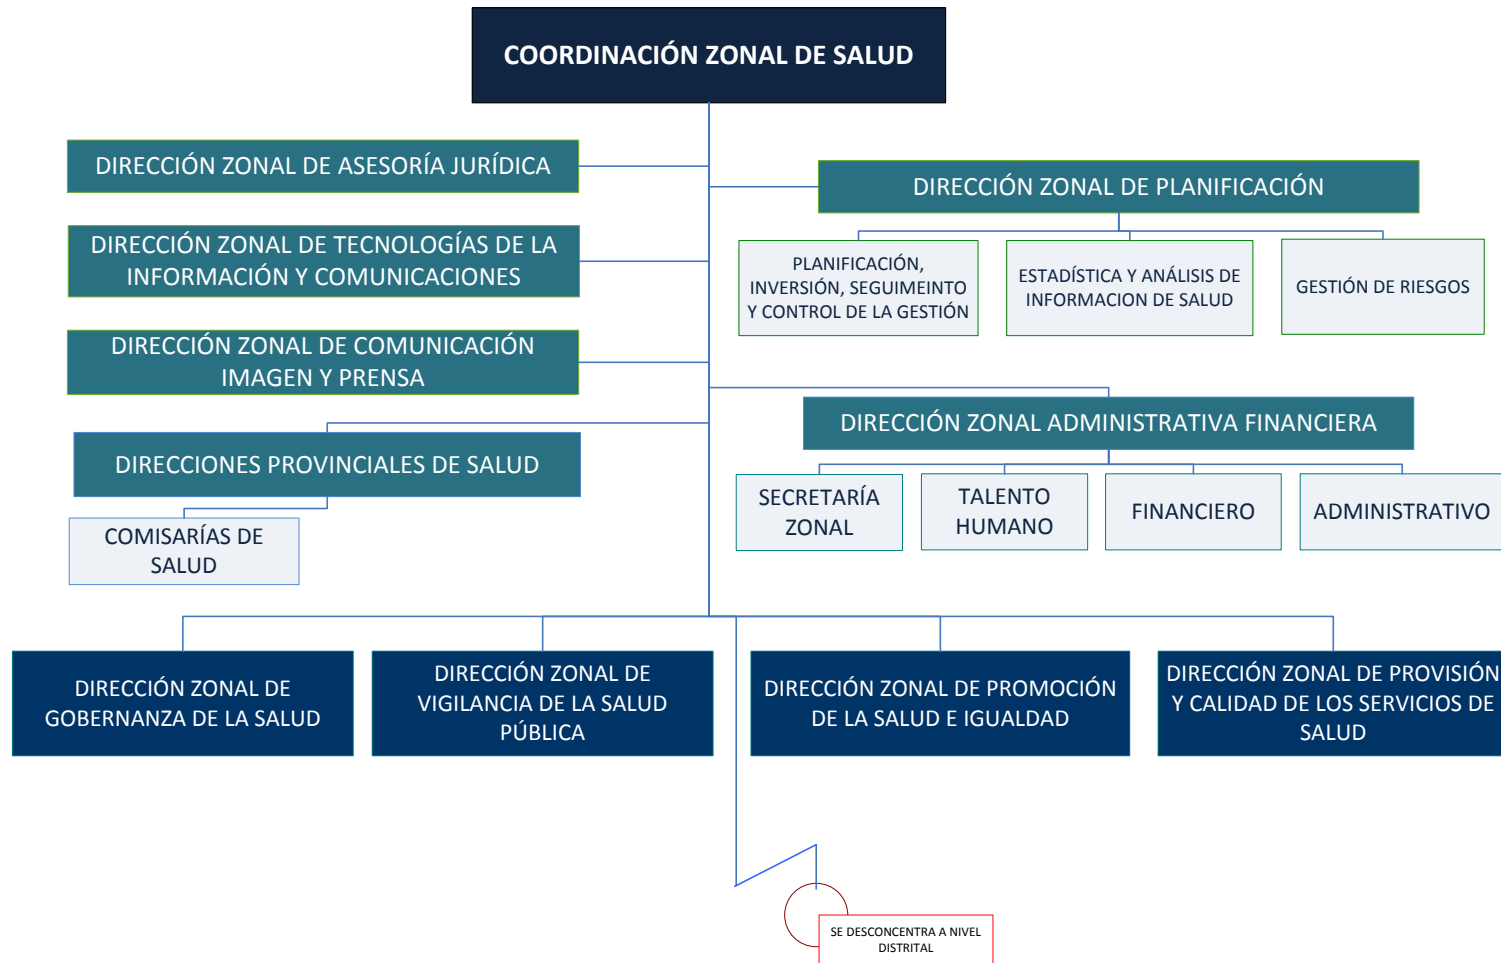 COORDINACIÓN ZONAL DE SALUD
DIRECCIÓN ZONAL DE ASESORÍA JURÍDICA
DIRECCIÓN ZONAL DE PLANIFICACIÓN
DIRECCIÓN ZONAL DE TECNOLOGÍAS DE LA
INFORMACIÓN Y COMUNICACIONES
PLANIFICACIÓN,
INVERSIÓN, SEGUIMEINTO
Y CONTROL DE LA GESTIÓN
ESTADÍSTICA Y ANÁLISIS DE
INFORMACION DE SALUD
GESTIÓN DE RIESGOS
DIRECCIÓN ZONAL DE COMUNICACIÓN
IMAGEN Y PRENSA
DIRECCIÓN ZONAL ADMINISTRATIVA FINANCIERA
DIRECCIONES PROVINCIALES DE SALUD
SECRETARÍA
ZONAL
TALENTO
HUMANO
FINANCIERO
ADMINISTRATIVO
COMISARÍAS DE
SALUD
DIRECCIÓN ZONAL DE
GOBERNANZA DE LA SALUD
DIRECCIÓN ZONAL DE
VIGILANCIA DE LA SALUD
PÚBLICA
DIRECCIÓN ZONAL DE PROMOCIÓN
DE LA SALUD E IGUALDAD
DIRECCIÓN ZONAL DE PROVISIÓN
Y CALIDAD DE LOS SERVICIOS DE
SALUD
SE DESCONCENTRA A NIVEL
DISTRITAL